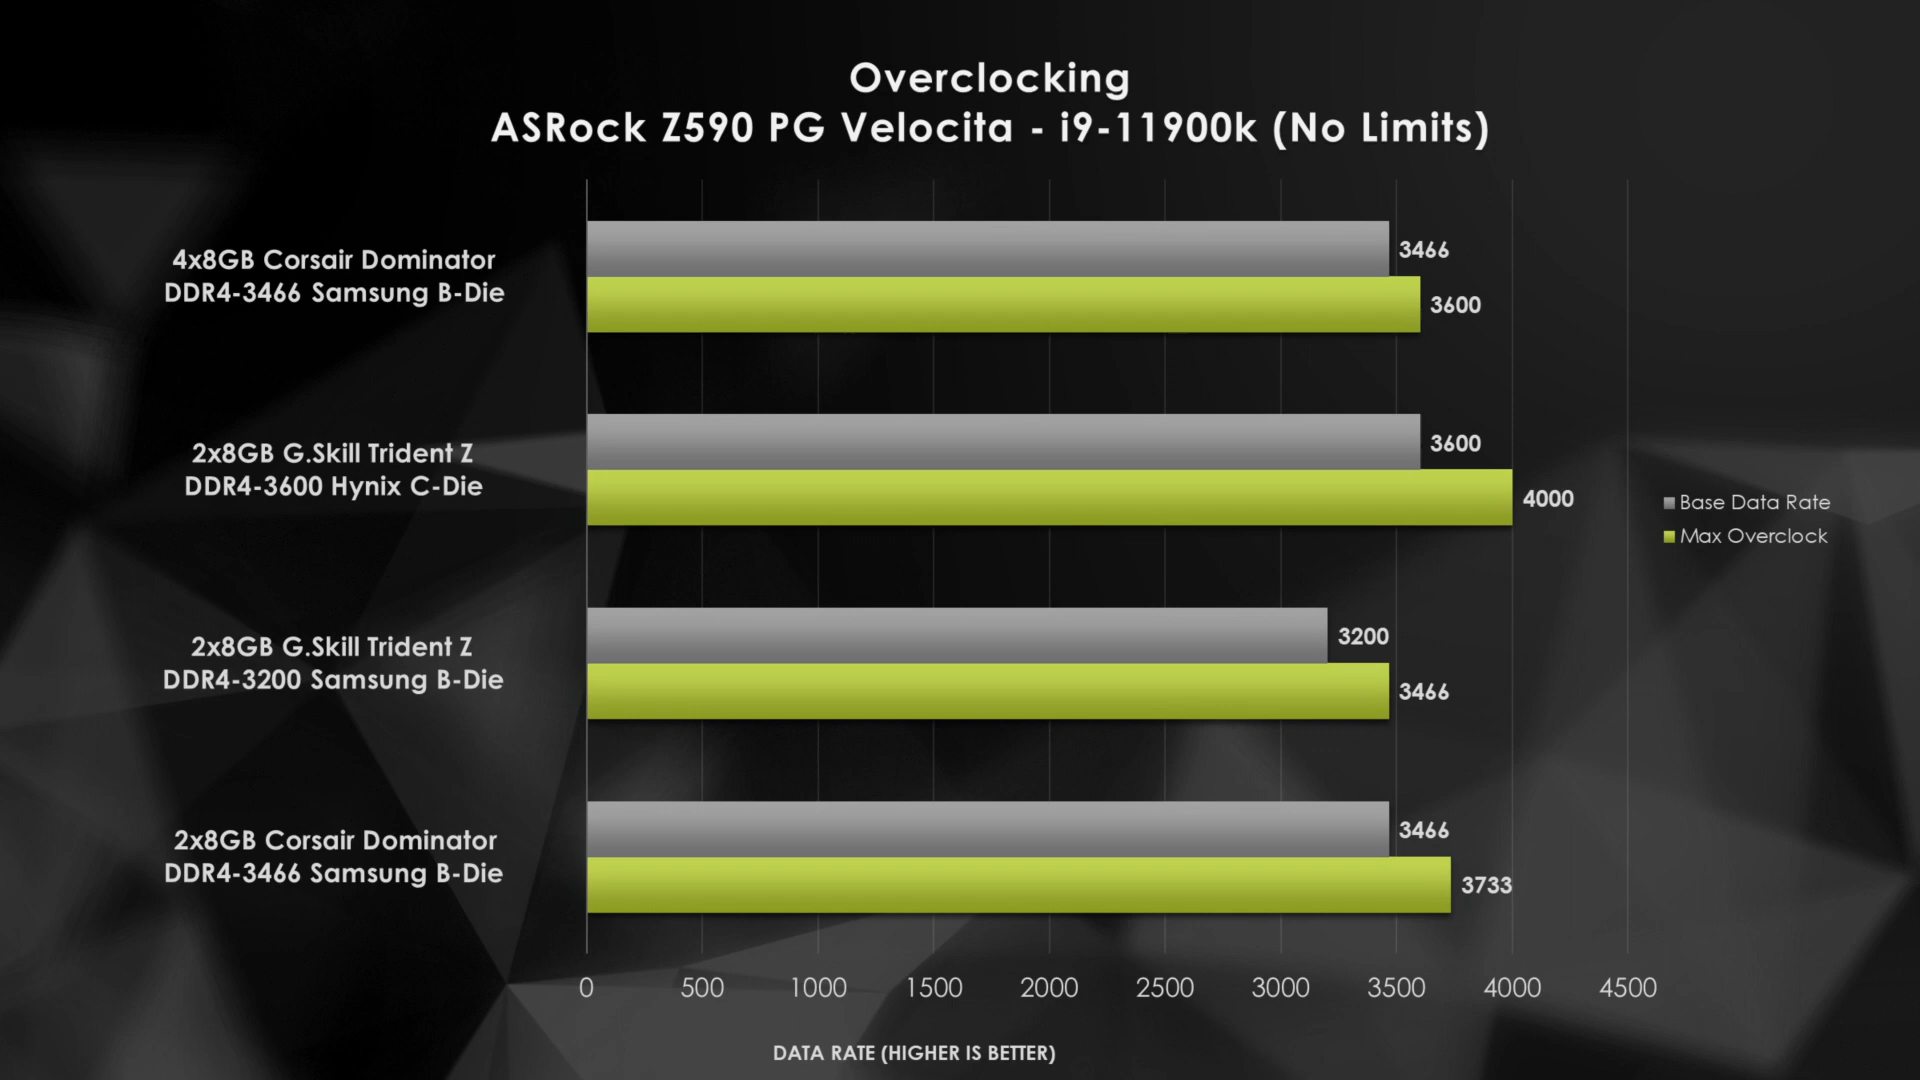 Overclocking
ASRock Z590 PG Velocita - i9-11900k (No Limits)
4x8GB Corsair Dominator
DDR4-3466 Samsung B-Die
3466
3600
2x8GB G.Skill Trident Z
DDR4-3600 Hynix C-Die
3600
4000
2x8GB G.Skill Trident Z
DDR4-3200 Samsung B-Die
3200
3466
2x8GB Corsair Dominator
DDR4-3466 Samsung B-Die
3466
3733
Base Data Rate
Max Overclock
0 500 1000 1500 2000 2500 3000 3500 4000 4500
DATA RATE (HIGHER IS BETTER)